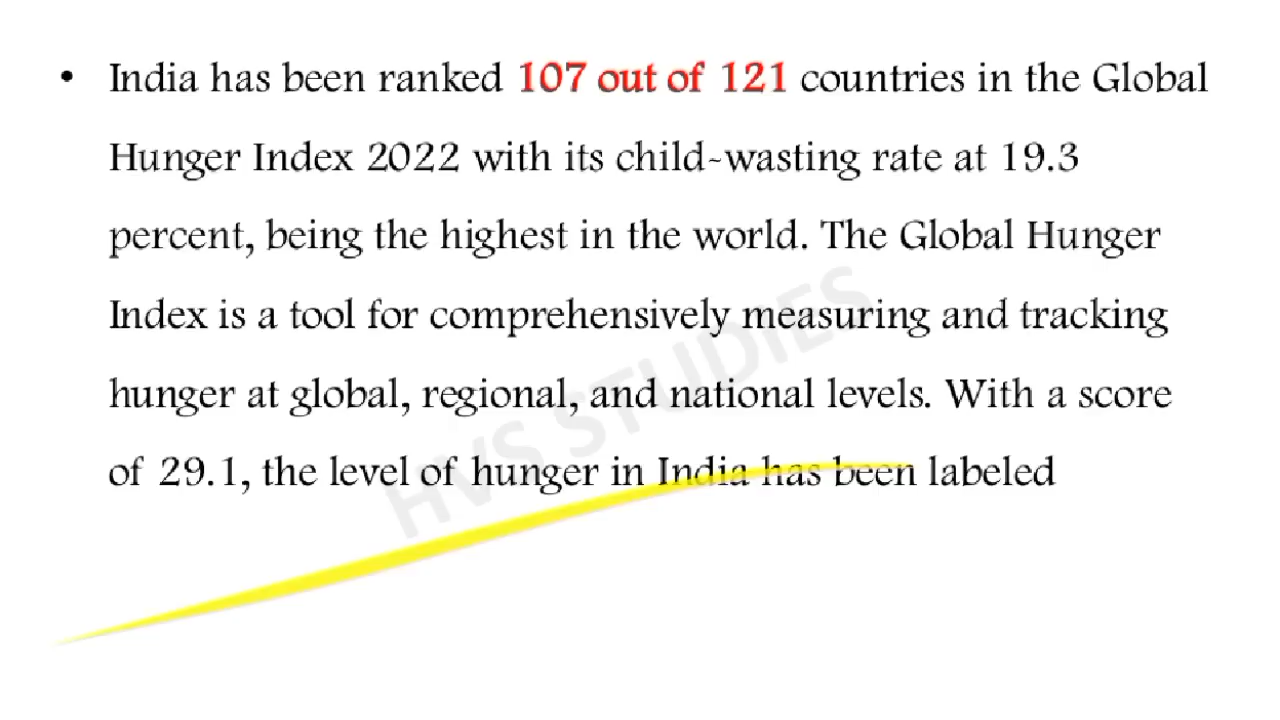 • India has been ranked 107 out of 121 countries in the Global
Hunger Index 2022 with its child-wasting rate at 19.3
percent, being the highest in the world. The Global Hunger
Index is a tool for comprehensively measuring and tracking
hunger at global, regional, and national levels. With a score
of 29.1, the level of hunger in India has been labeled
HVS STUDIES